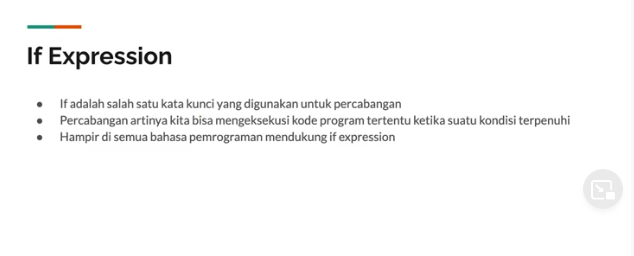 If Expression
● If adalah salah satu kata kunci yang digunakan untuk percabangan
● Percabangan artinya kita bisa mengeksekusi kode program tertentu ketika suatu kondisi terpenuhi
● Hampir di semua bahasa pemrograman mendukung if expression